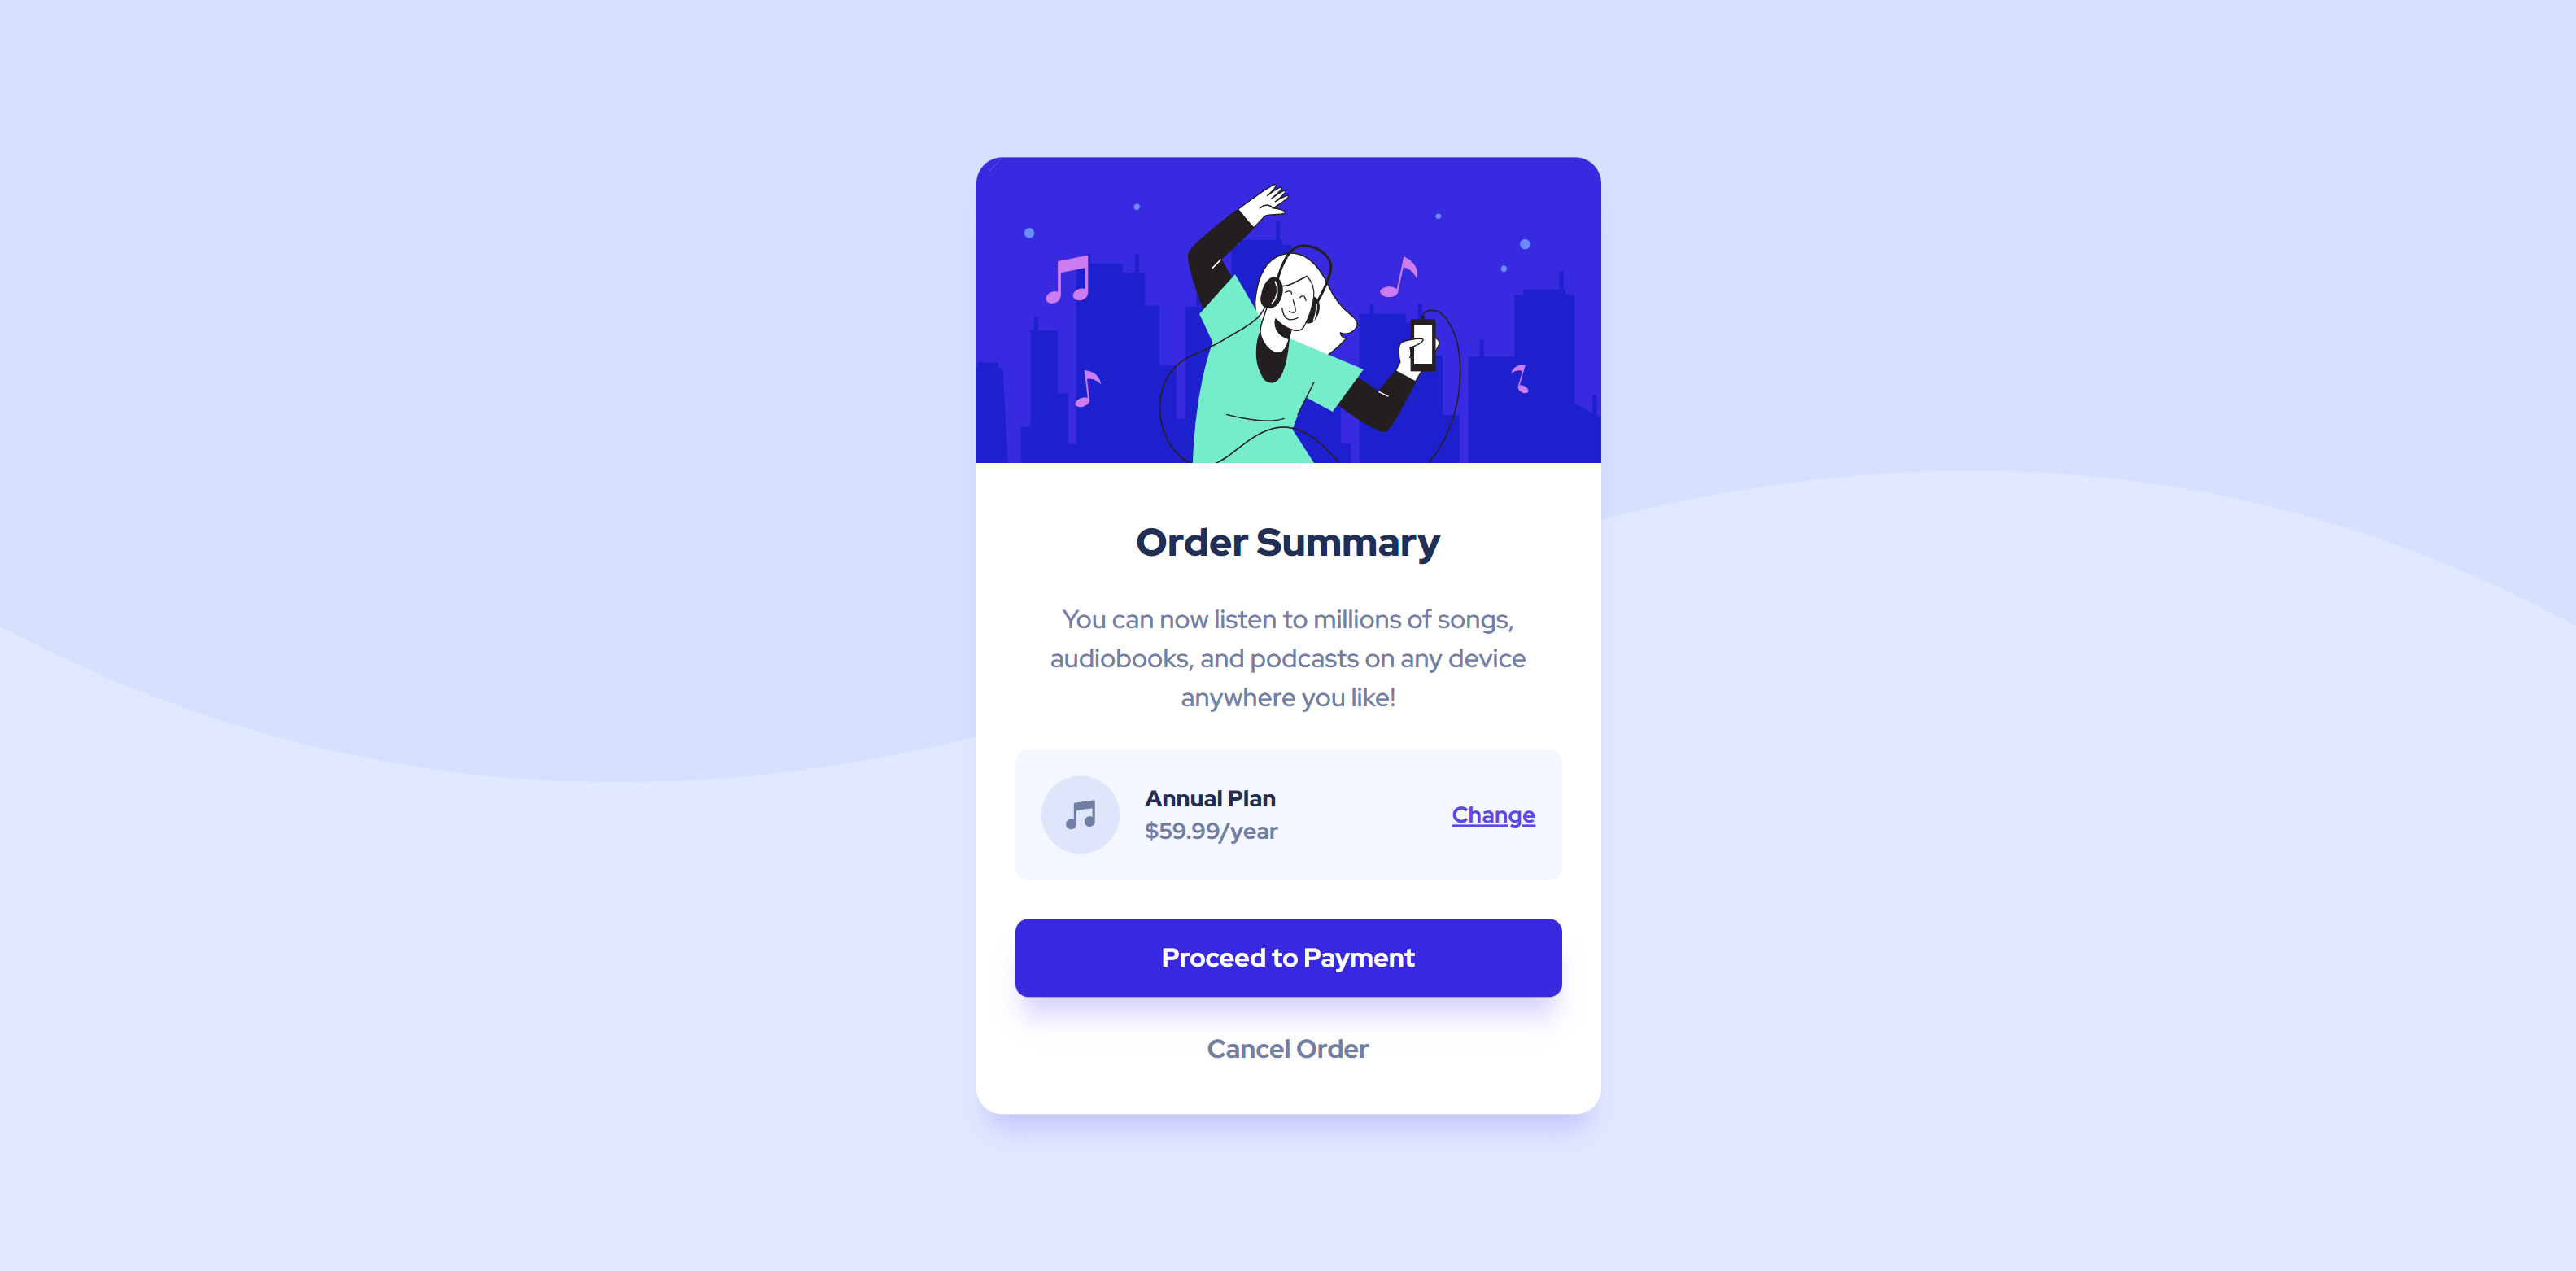 Order Summary
You can now listen to millions of songs,
audiobooks, and podcasts on any device
anywhere you like!
Annual Plan
$59.99/year
Change
Proceed to Payment
Cancel Order